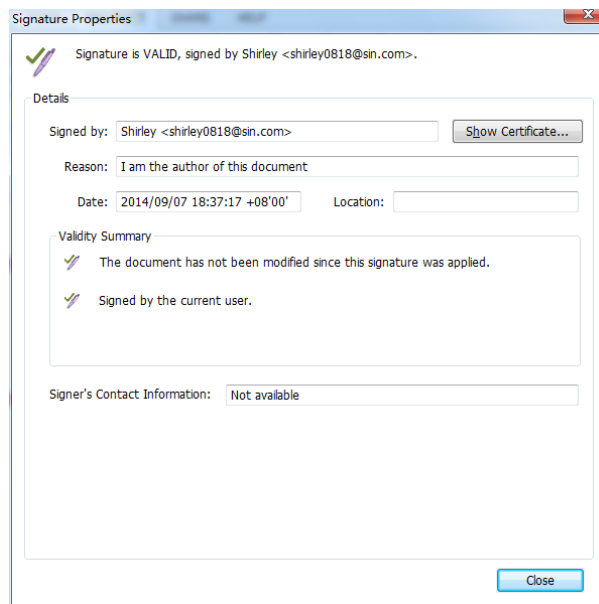 Signature Properties
SHARE HELP
Signature is VALID, signed by Shirley <shirley0818@sin.com>.
Details
Signed by: Shirley <shirley0818@sin.com> Show Certificate...
Reason: I am the author of this document
Date: 2014/09/07 18:37:17 +08'00' Location:
Validity Summary
The document has not been modified since this signature was applied.
Signed by the current user.
Signer's Contact Information: Not available
Close